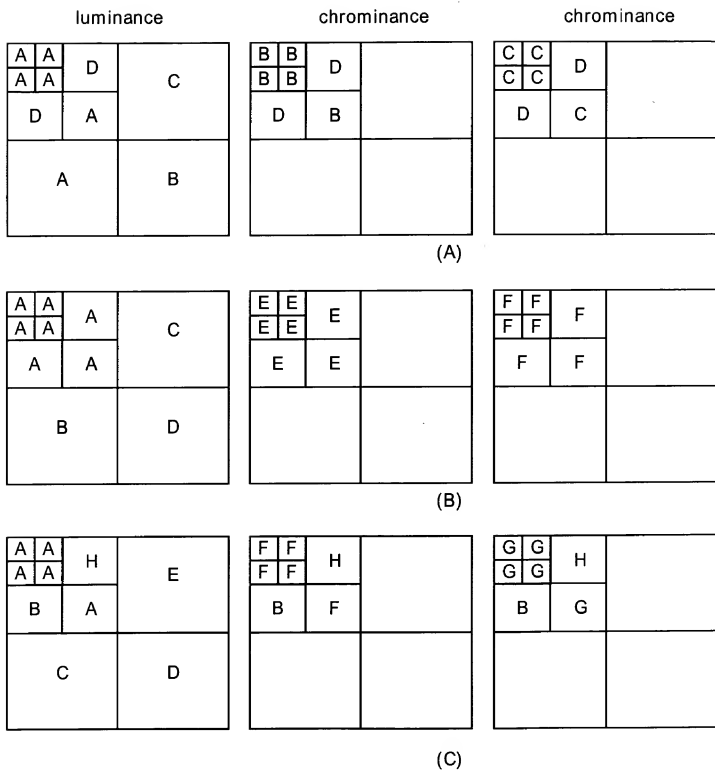 luminance chrominance chrominance
A A D C B B D C C D
A A B B C C
D A D B D C
A B
(A)
A A A C E E E F F F
A A E E F F
A A E E F F
B D
(B)
A A H E F F H G G H
A A F F G G
B A B F B G
C D
(C)